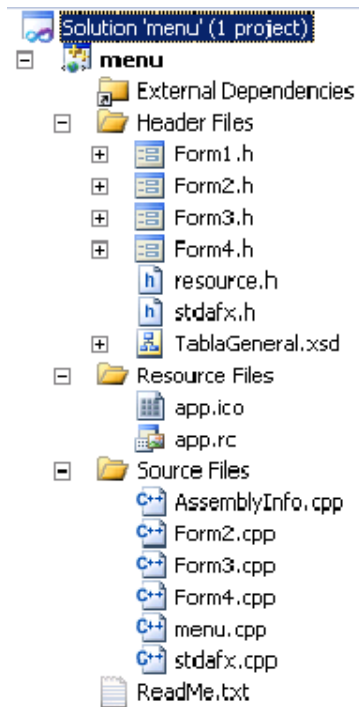 Solution 'menu' (1 project)
menu
External Dependencies
Header Files
Form1.h
Form2.h
Form3.h
Form4.h
resource.h
stdafx.h
TablaGeneral.xsd
Resource Files
app.ico
app.rc
Source Files
AssemblyInfo.cpp
Form2.cpp
Form3.cpp
Form4.cpp
menu.cpp
stdafx.cpp
ReadMe.txt